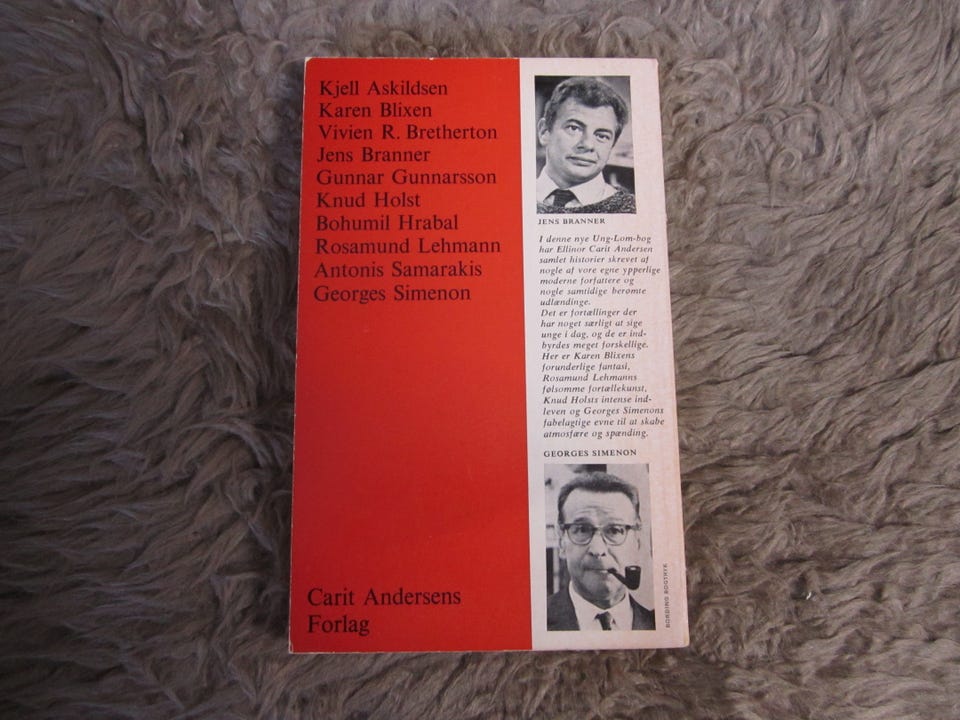 Kjell Askildsen
Karen Blixen
Vivien R. Bretherton
Jens Branner
Gunnar Gunnarsson
Knud Holst
Bohumil Hrabal
Rosamund Lehmann
Antonis Samarakis
Georges Simenon
Carit Andersens
Forlag
JENS BRANNER
I denne nye Ung-Lom-bog
har Ellinor Carit Andersen
samlet historier skrevet af
nogle af vore egne ypperlige
moderne forfattere og
nogle samtidige berømte
udlændinge.
Det er fortællinger der
har noget særligt at sige
unge i dag, og de er ind-
byrdes meget forskellige.
Her er Karen Blixens
forunderlige fantasi,
Rosamund Lehmanns
følsomme fortællekunst,
Knud Holsts intense ind-
leven og Georges Simenons
fabelagtige evne til at skabe
atmosfære og spænding.
GEORGES SIMENON
BORDING BOGTRYK